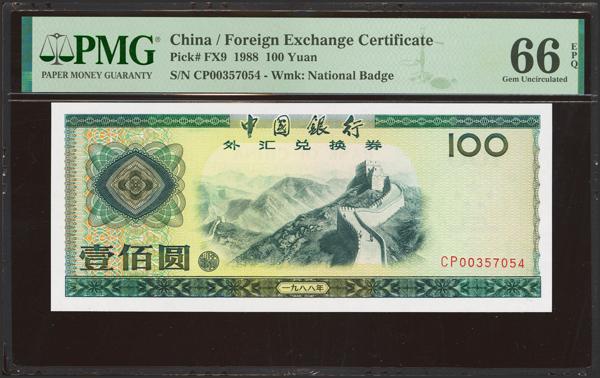 PMG
PAPER MONEY GUARANTY
China / Foreign Exchange Certificate
Pick# FX9 1988 100 Yuan
S/N CP00357054 - Wmk: National Badge
66 EPQ
Gem Uncirculated
中國銀行
外汇兑换券
100
壹佰圆
CP00357054
一九八八年